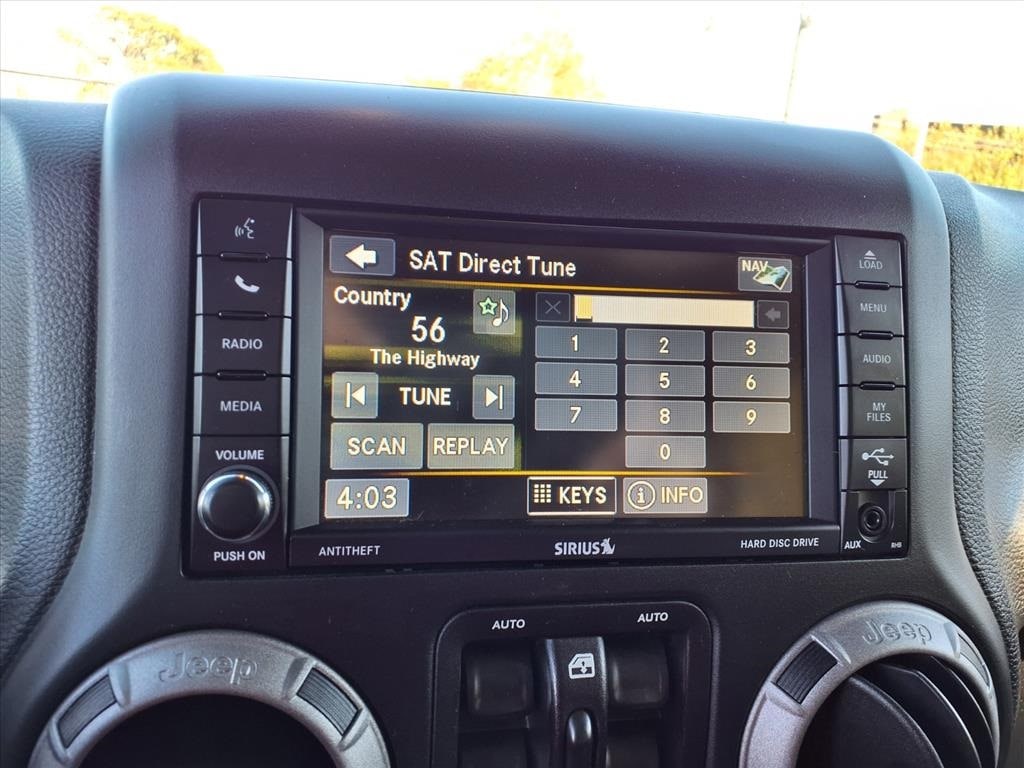 RADIO
MEDIA
VOLUME
PUSH ON
SAT Direct Tune
NAV
Country
56
The Highway
TUNE
SCAN REPLAY
1 2 3
4 5 6
7 8 9
0
4:03
KEYS
INFO
ANTITHEFT
SIRIUS
HARD DISC DRIVE
LOAD
MENU
AUDIO
MY
FILES
PULL
AUX
RHB
AUTO
AUTO
Jeep
Jeep